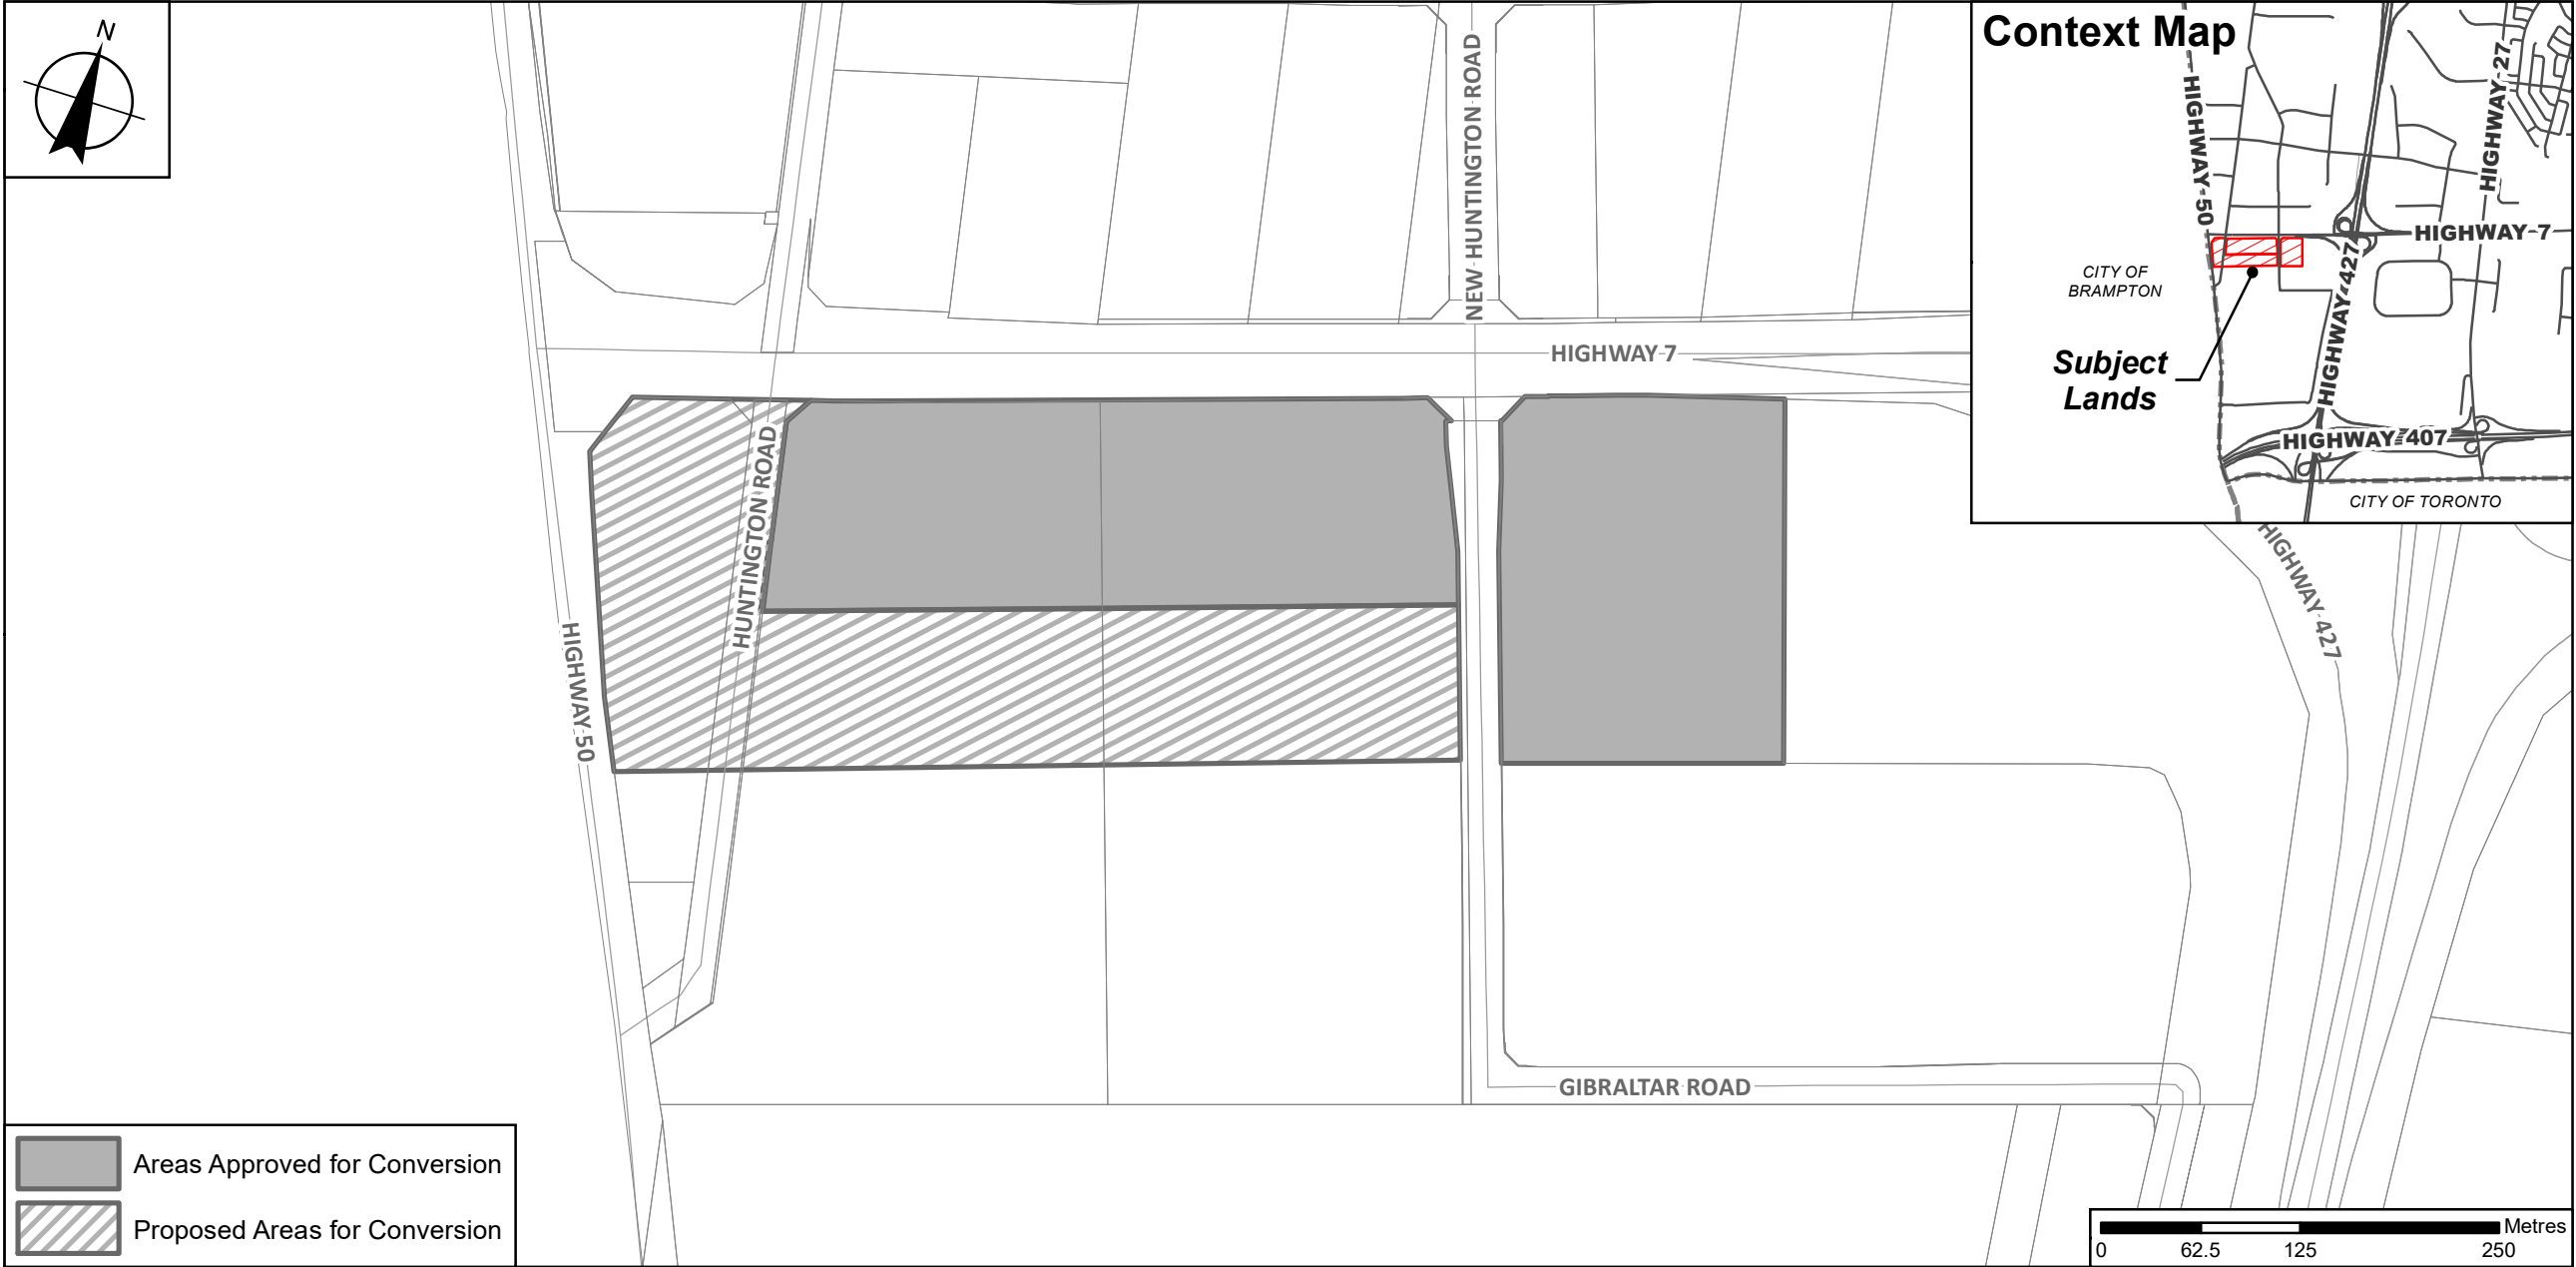 N
NEW HUNTINGTON ROAD
HIGHWAY 7
HUNTINGTON ROAD
HIGHWAY 50
HIGHWAY 427
GIBRALTAR ROAD
Context Map
HIGHWAY 50
HIGHWAY 27
HIGHWAY 7
CITY OF
BRAMPTON
HIGHWAY 427
Subject
Lands
HIGHWAY 407
CITY OF TORONTO
Areas Approved for Conversion
Proposed Areas for Conversion
Metres
0 62.5 125 250